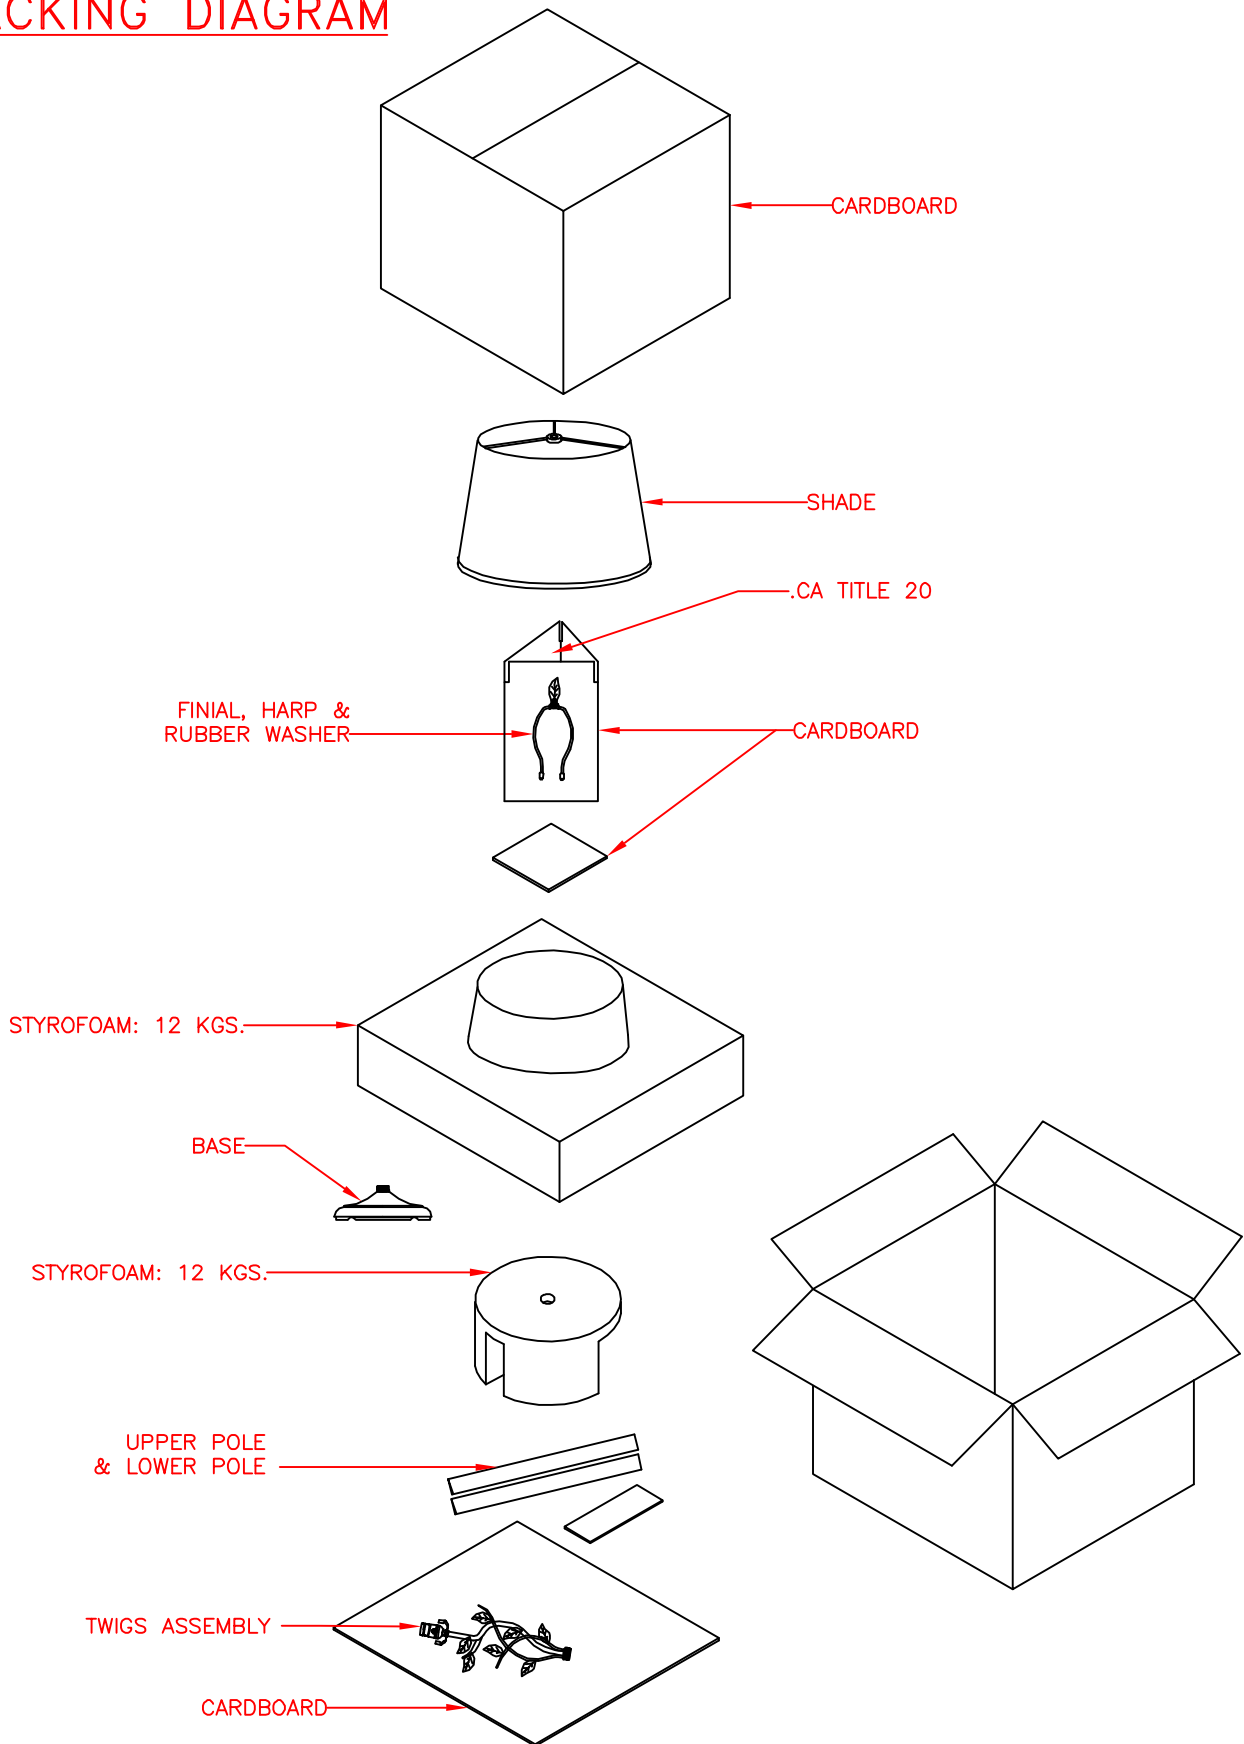 CKING DIAGRAM
CARDBOARD
SHADE
.CA TITLE 20
FINIAL, HARP &
RUBBER WASHER
CARDBOARD
STYROFOAM: 12 KGS.
BASE
STYROFOAM: 12 KGS.
UPPER POLE
& LOWER POLE
TWIGS ASSEMBLY
CARDBOARD